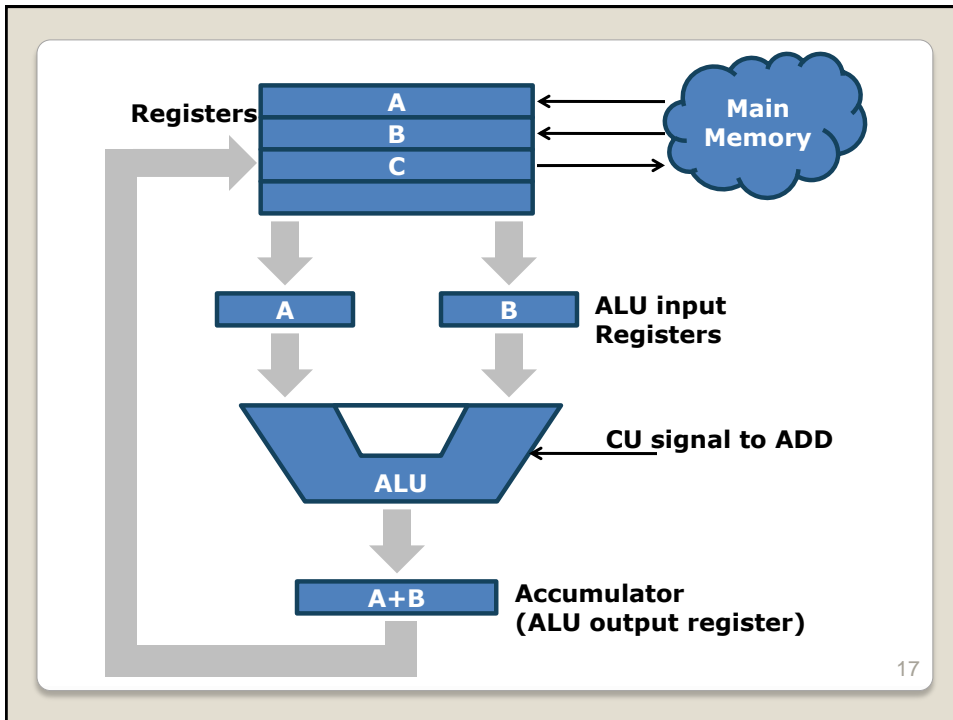 Registers
A
B
C
Main
Memory
A
B
ALU input
Registers
CU signal to ADD
ALU
A+B
Accumulator
(ALU output register)
17